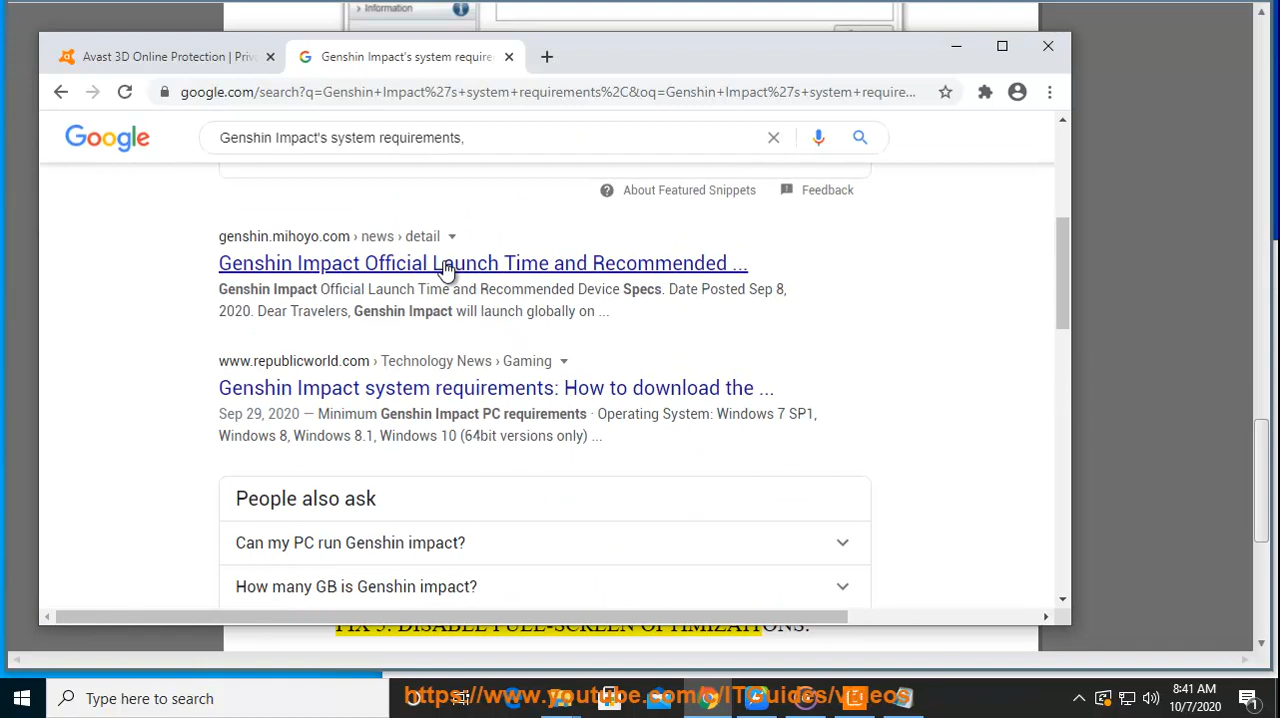 Information
Avast 3D Online Protection | Priv
Genshin Impact's system require
google.com/search?q=Genshin+Impact%27s+system+requirements%2C&oq=Genshin+Impact%27s+system+require...
Google
Genshin Impact's system requirements,
About Featured Snippets
Feedback
genshin.mihoyo.com › news › detail
Genshin Impact Official Launch Time and Recommended ...
Genshin Impact Official Launch Time and Recommended Device Specs. Date Posted Sep 8,
2020. Dear Travelers, Genshin Impact will launch globally on ...
www.republicworld.com › Technology News › Gaming
Genshin Impact system requirements: How to download the ...
Sep 29, 2020 — Minimum Genshin Impact PC requirements · Operating System: Windows 7 SP1,
Windows 8, Windows 8.1, Windows 10 (64bit versions only) ...
People also ask
Can my PC run Genshin impact?
How many GB is Genshin impact?
FIX 5: DISABLE FULL-SCREEN OPTIMIZAITONS:
Type here to search
https://www.youtube.com/c/ITGuides/videos
8:41 AM
10/7/2020
1